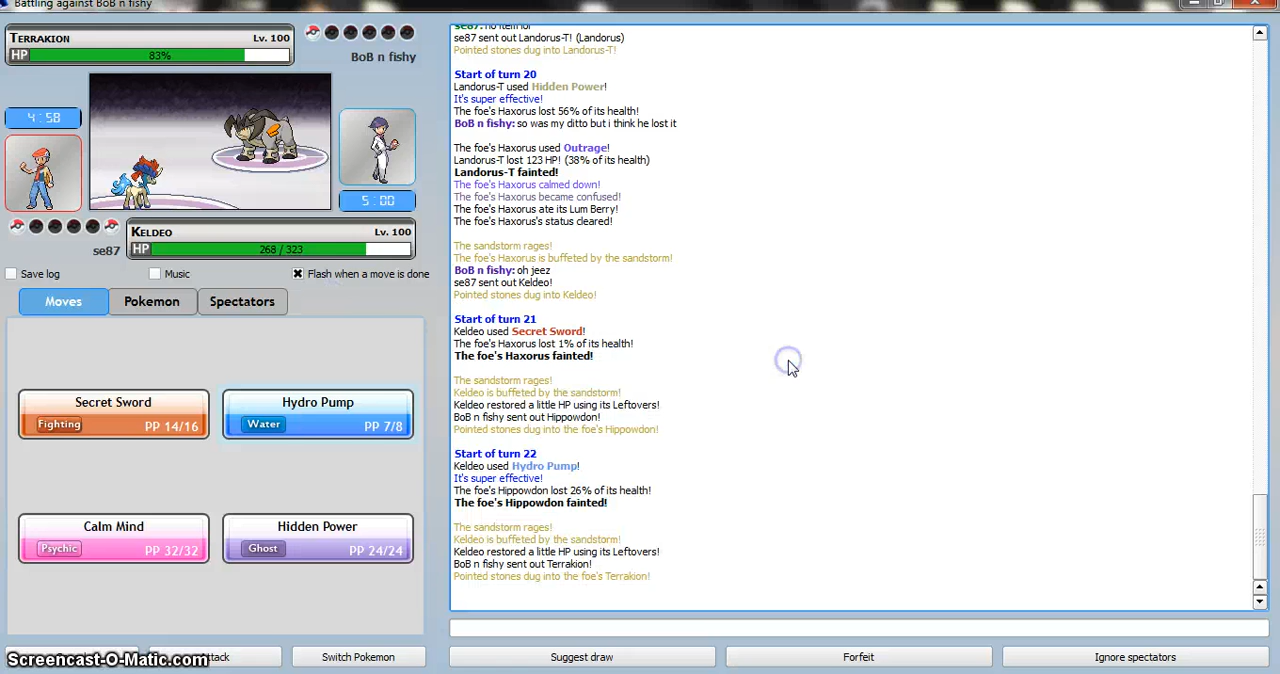 Battling against BoB n fishy
TERRAKION Lv. 100
HP 83%
BoB n fishy
4:58
5:00
KELDEO Lv. 100
HP 268 / 323
se87
Save log
Music
Flash when a move is done
Moves
Pokemon
Spectators
Secret Sword
Fighting PP 14/16
Hydro Pump
Water PP 7/8
Calm Mind
Psychic PP 32/32
Hidden Power
Ghost PP 24/24
Screencast-O-Matic.com
Switch Pokemon
se87 sent out Landorus-T! (Landorus)
Pointed stones dug into Landorus-T!
Start of turn 20
Landorus-T used Hidden Power!
It's super effective!
The foe's Haxorus lost 56% of its health!
BoB n fishy: so was my ditto but i think he lost it
The foe's Haxorus used Outrage!
Landorus-T lost 123 HP! (38% of its health)
Landorus-T fainted!
The foe's Haxorus calmed down!
The foe's Haxorus became confused!
The foe's Haxorus ate its Lum Berry!
The foe's Haxorus's status cleared!
The sandstorm rages!
The foe's Haxorus is buffeted by the sandstorm!
BoB n fishy: oh jeez
se87 sent out Keldeo!
Pointed stones dug into Keldeo!
Start of turn 21
Keldeo used Secret Sword!
The foe's Haxorus lost 1% of its health!
The foe's Haxorus fainted!
The sandstorm rages!
Keldeo is buffeted by the sandstorm!
Keldeo restored a little HP using its Leftovers!
BoB n fishy sent out Hippowdon!
Pointed stones dug into the foe's Hippowdon!
Start of turn 22
Keldeo used Hydro Pump!
It's super effective!
The foe's Hippowdon lost 26% of its health!
The foe's Hippowdon fainted!
The sandstorm rages!
Keldeo is buffeted by the sandstorm!
Keldeo restored a little HP using its Leftovers!
BoB n fishy sent out Terrakion!
Pointed stones dug into the foe's Terrakion!
Suggest draw
Forfeit
Ignore spectators